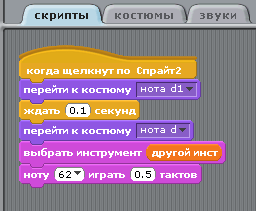 скрипты костюмы звуки
когда щелкнут по Спрайт2
перейти к костюму нота d1
ждать 0.1 секунд
перейти к костюму нота d
выбрать инструмент другой инст
ноту 62 играть 0.5 тактов